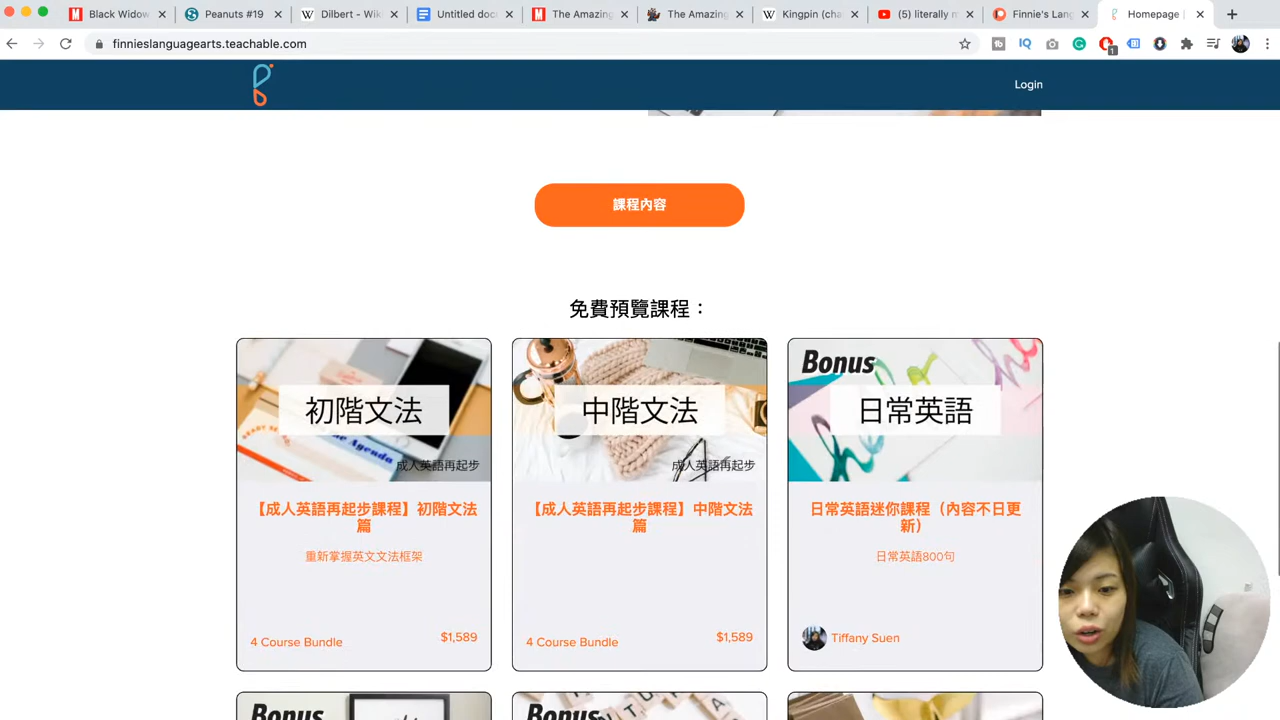 Black Widow
Peanuts #19
Dilbert - Wiki
Untitled doc
The Amazing
The Amazing
Kingpin (cha
(5) literally m
Finnie's Lang
Homepage |
finnieslanguagearts.teachable.com
Login
課程內容
免費預覽課程：
初階文法
成人英語再起步
【成人英語再起步課程】初階文法
篇
重新掌握英文文法框架
4 Course Bundle
$1,589
中階文法
成人英語再起步
【成人英語再起步課程】中階文法
篇
4 Course Bundle
$1,589
Bonus
日常英語
日常英語迷你課程（內容不日更
新）
日常英語800句
Tiffany Suen
Bonus
Bonus